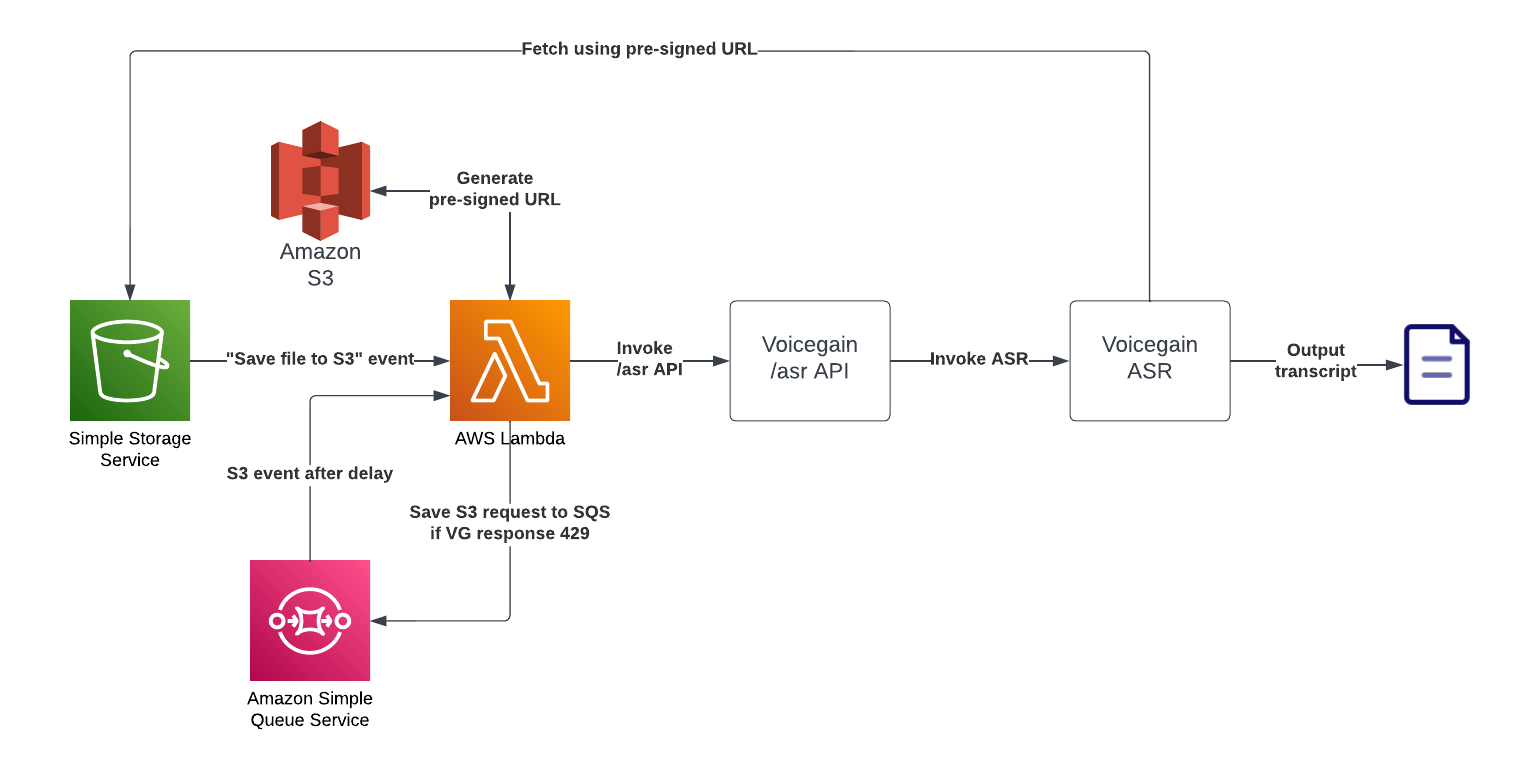 Fetch using pre-signed URL
Generate
pre-signed URL
Amazon
S3
"Save file to S3" event
Invoke
/asr API
Voicegain
/asr API
Invoke ASR
Voicegain
ASR
Output
transcript
Simple Storage
Service
AWS Lambda
S3 event after delay
Save S3 request to SQS
if VG response 429
Amazon Simple
Queue Service